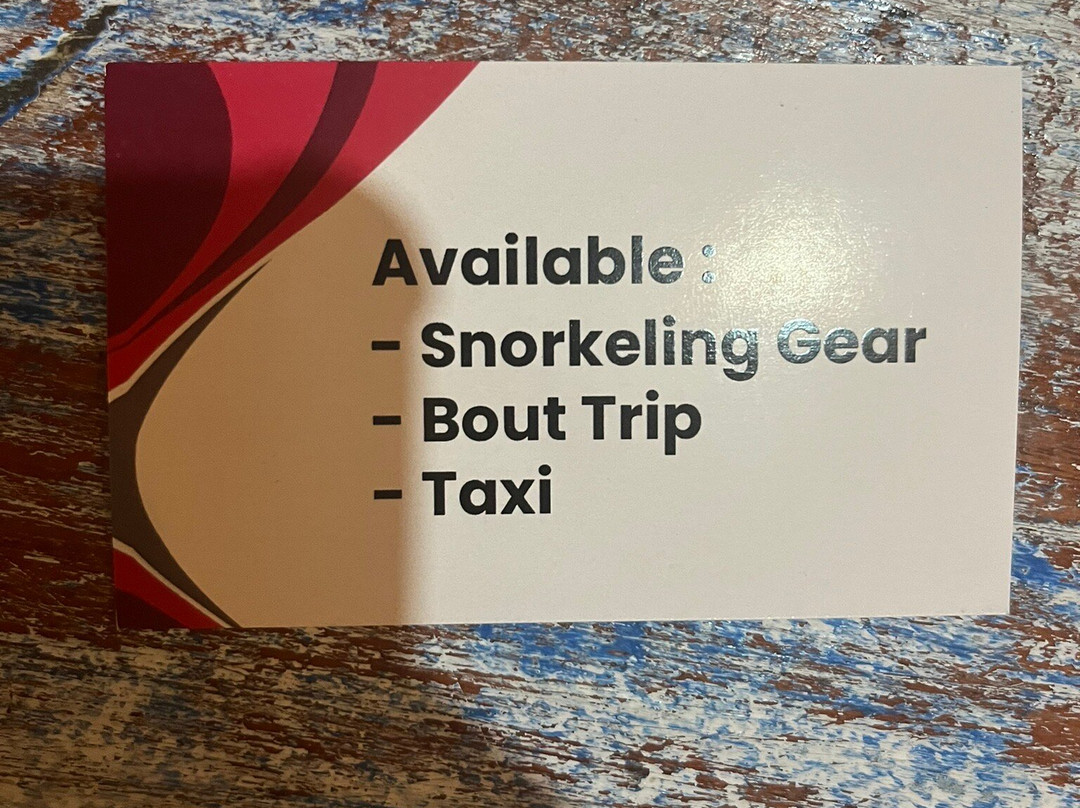 Available :
- Snorkeling Gear
- Bout Trip
- Taxi